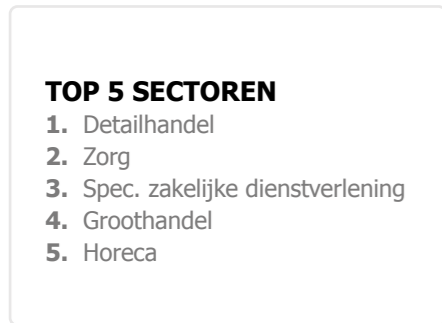 TOP 5 SECTOREN
1. Detailhandel
2. Zorg
3. Spec. zakelijke dienstverlening
4. Groothandel
5. Horeca